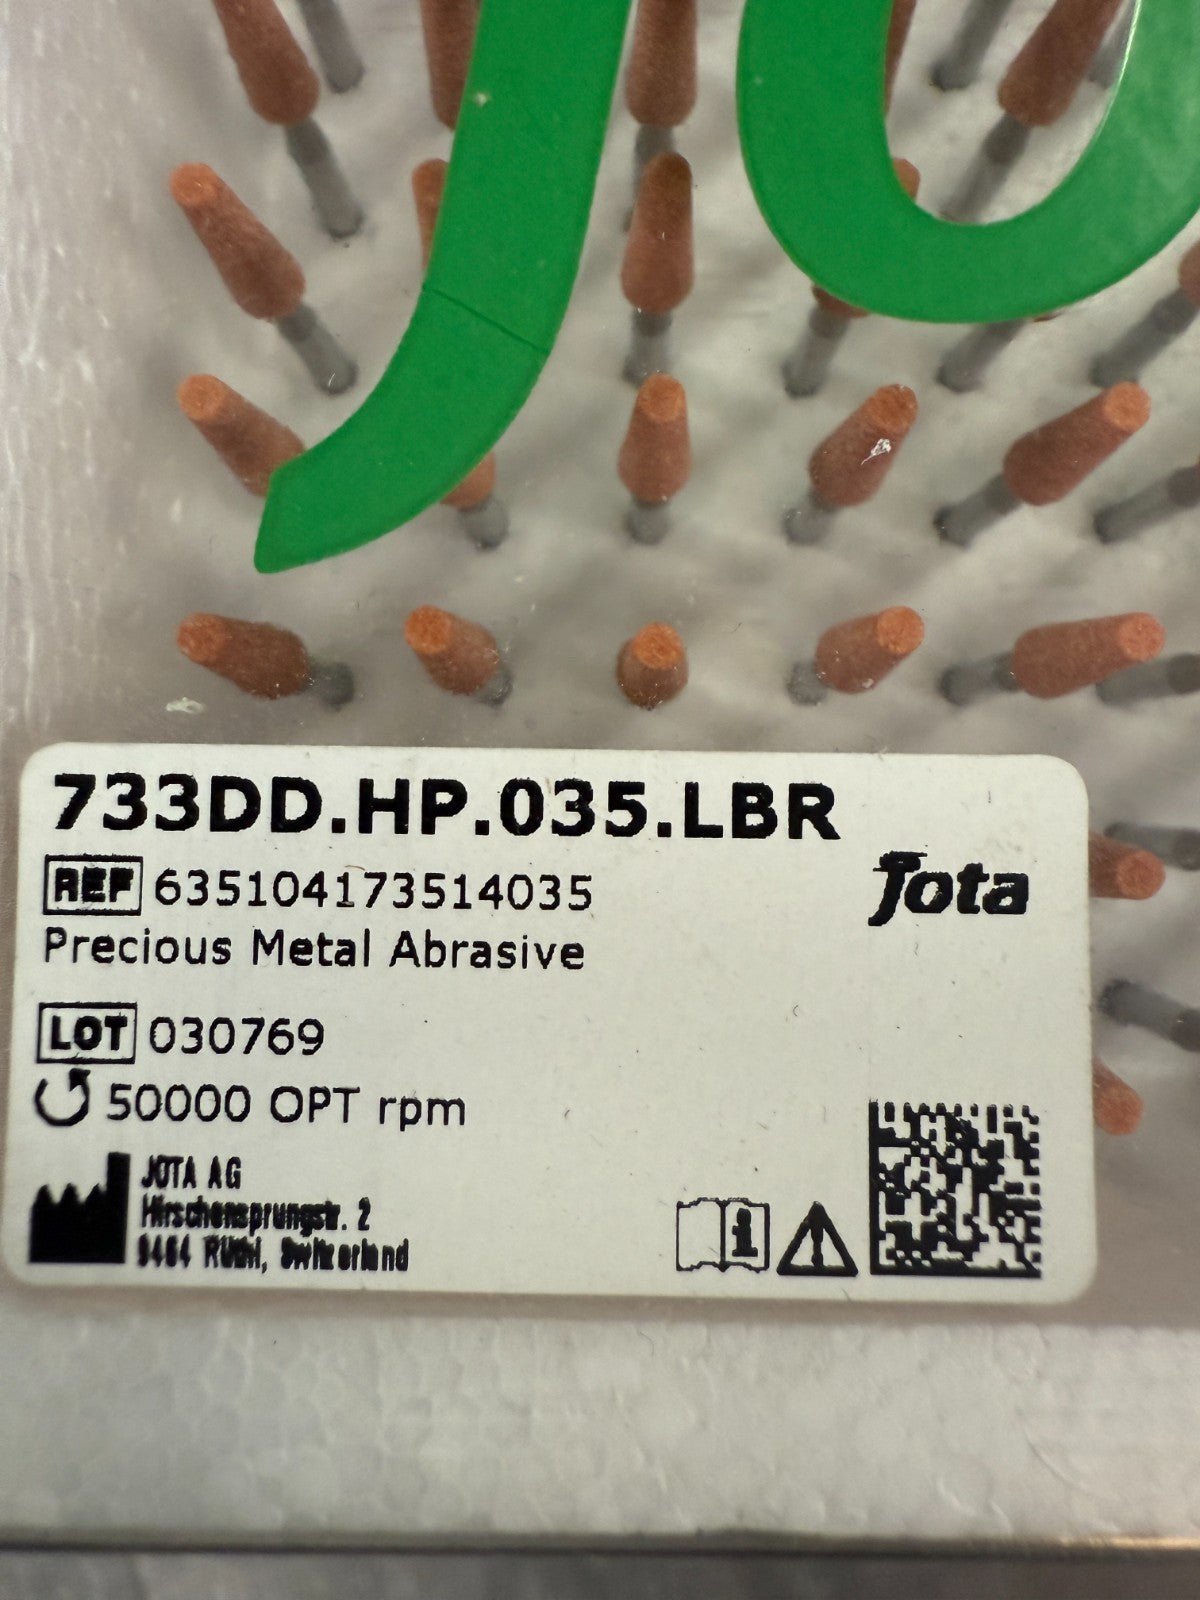 jo
733DD.HP.035.LBR
REF 635104173514035
Precious Metal Abrasive
Jota
LOT 030769
50000 OPT rpm
JOTA AG
Hirschensprungstr. 2
9464 Rüthi, Switzerland